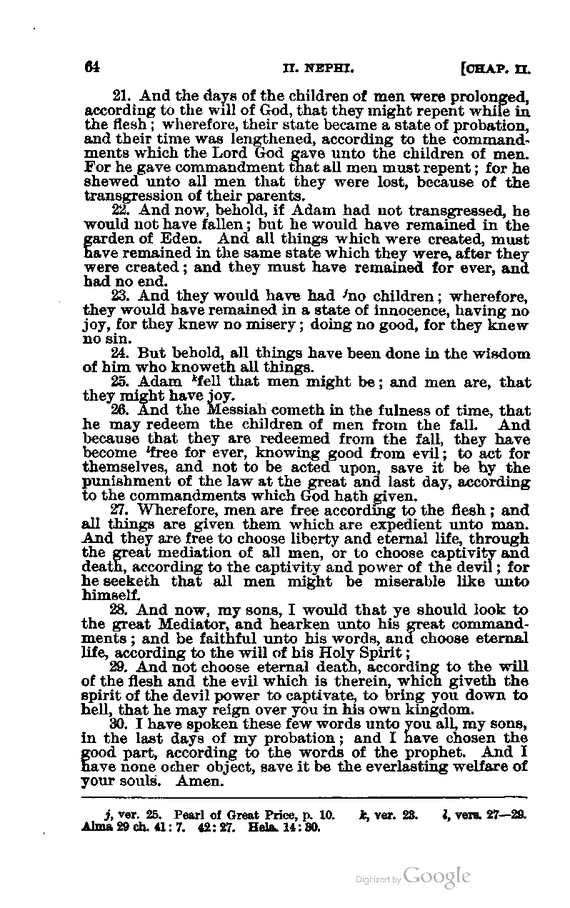 64 II. NEPHI. [CHAP. II.
21. And the days of the children of men were prolonged,
according to the will of God, that they might repent while in
the flesh; wherefore, their state became a state of probation,
and their time was lengthened, according to the command-
ments which the Lord God gave unto the children of men.
For he gave commandment that all men must repent; for he
shewed unto all men that they were lost, because of the
transgression of their parents.
22. And now, behold, if Adam had not transgressed, he
would not have fallen; but he would have remained in the
garden of Eden. And all things which were created, must
have remained in the same state which they were, after they
were created; and they must have remained for ever, and
had no end.
23. And they would have had jno children; wherefore,
they would have remained in a state of innocence, having no
joy, for they knew no misery; doing no good, for they knew
no sin.
24. But behold, all things have been done in the wisdom
of him who knoweth all things.
25. Adam kfell that men might be; and men are, that
they might have joy.
26. And the Messiah cometh in the fulness of time, that
he may redeem the children of men from the fall. And
because that they are redeemed from the fall, they have
become lfree for ever, knowing good from evil; to act for
themselves, and not to be acted upon, save it be by the
punishment of the law at the great and last day, according
to the commandments which God hath given.
27. Wherefore, men are free according to the flesh; and
all things are given them which are expedient unto man.
And they are free to choose liberty and eternal life, through
the great mediation of all men, or to choose captivity and
death, according to the captivity and power of the devil; for
he seeketh that all men might be miserable like unto
himself.
28. And now, my sons, I would that ye should look to
the great Mediator, and hearken unto his great command-
ments; and be faithful unto his words, and choose eternal
life, according to the will of his Holy Spirit;
29. And not choose eternal death, according to the will
of the flesh and the evil which is therein, which giveth the
spirit of the devil power to captivate, to bring you down to
hell, that he may reign over you in his own kingdom.
30. I have spoken these few words unto you all, my sons,
in the last days of my probation; and I have chosen the
good part, according to the words of the prophet. And I
have none other object, save it be the everlasting welfare of
your souls. Amen.
j, ver. 25. Pearl of Great Price, p. 10. k, ver. 23. l, vers. 27—29.
Alma 29 ch. 41:7. 42:27. Hela. 14:30.
Digitized by Google